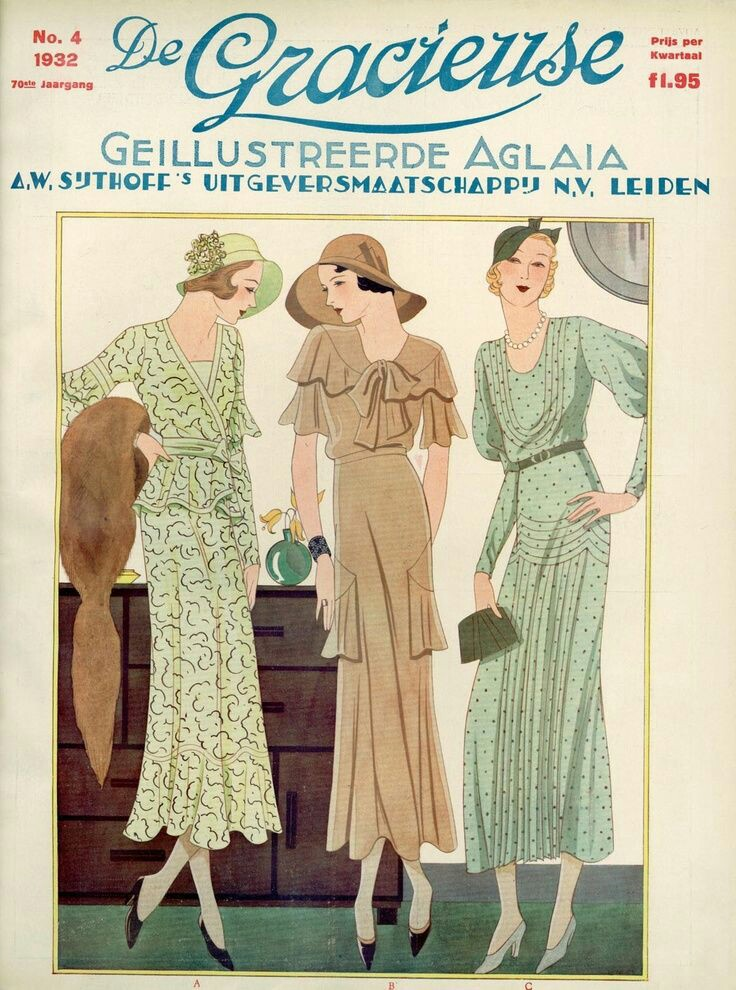 No. 4
1932
70ste Jaargang
De Gracieuse
Prijs per
Kwartaal
f1.95
GEILLUSTREERDE AGLAIA
A.W. SIJTHOFF'S UITGEVERSMAATSCHAPPIJ N.V. LEIDEN
A
B
C